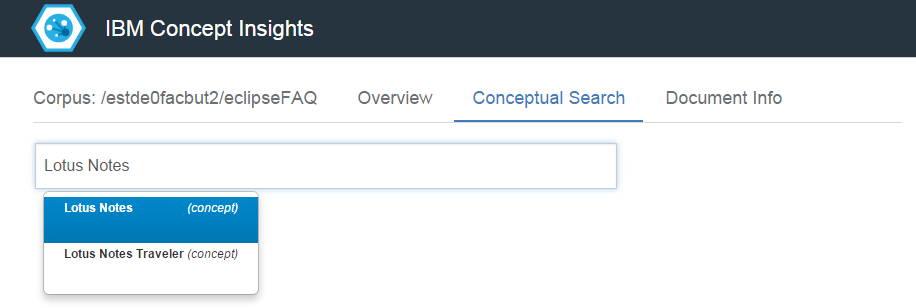 IBM Concept Insights
Corpus: /estde0facbut2/eclipseFAQ Overview Conceptual Search Document Info
Lotus Notes
Lotus Notes (concept)
Lotus Notes Traveler (concept)